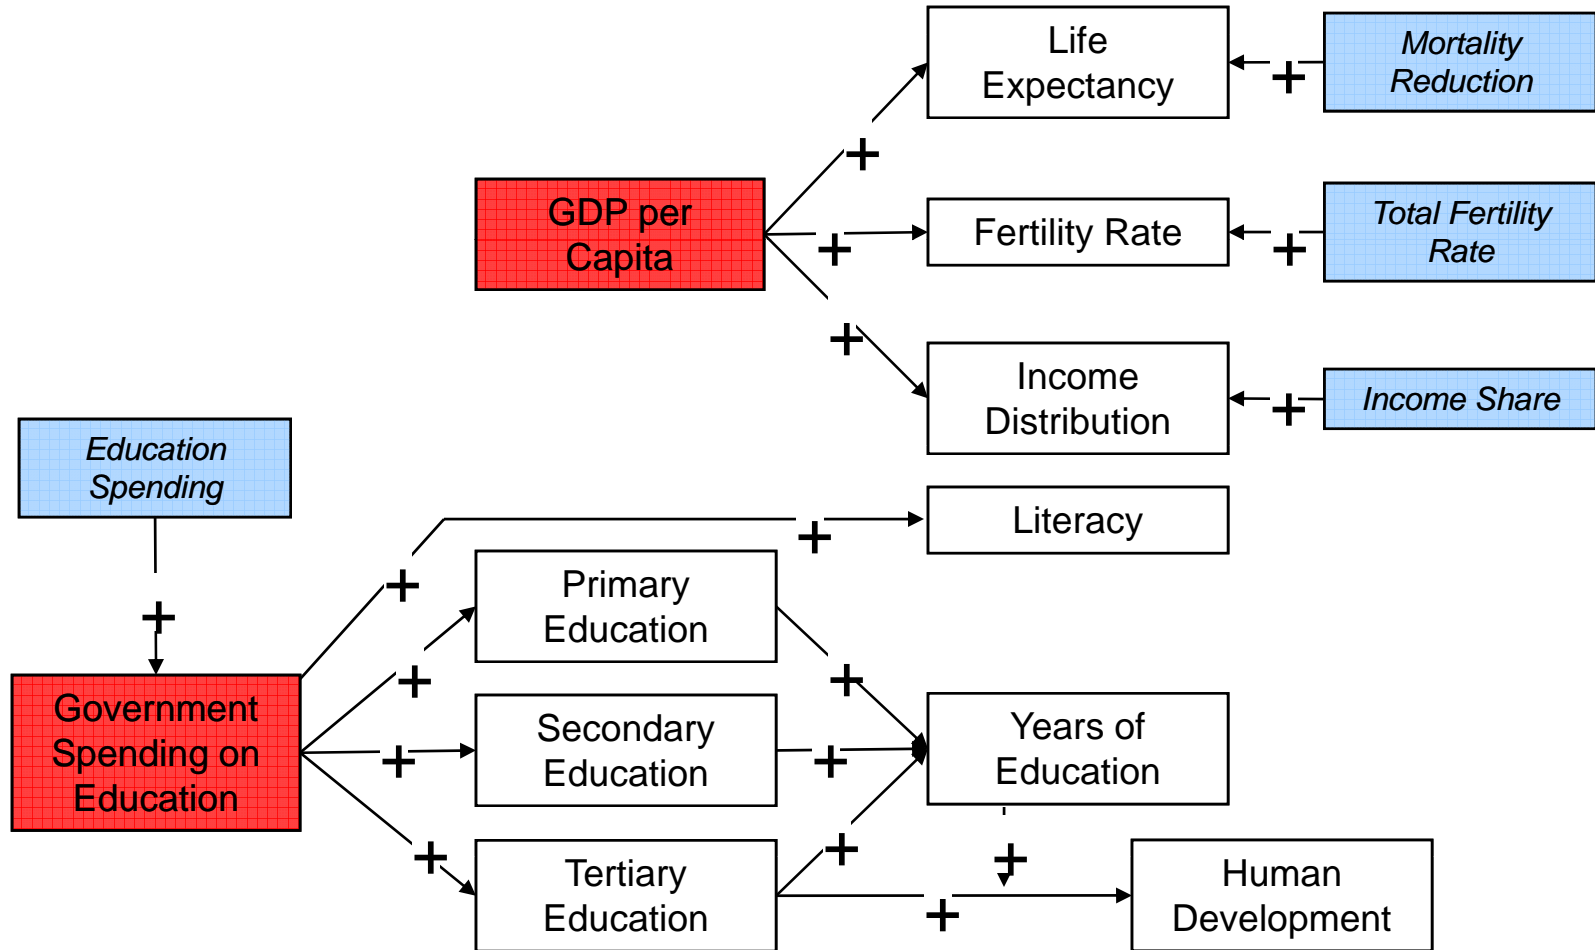 Life
Expectancy
Mortality
Reduction
+
+
GDP per
Capita
Fertility Rate
Total Fertility
Rate
+
+
+
Income
Distribution
Income Share
+
Education
Spending
Literacy
+
+
Primary
Education
+
+
+
Government
Spending on
Education
Secondary
Education
Years of
Education
+
+
+
+
+
+
Tertiary
Education
Human
Development
+